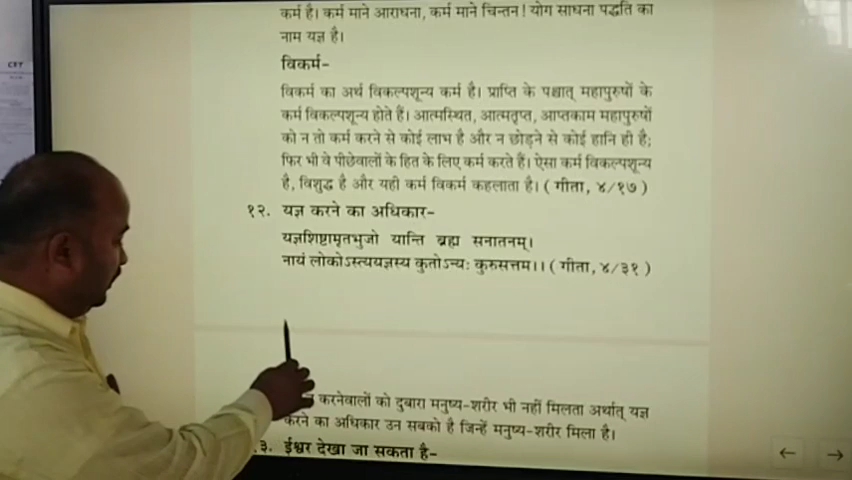 CET
कर्म है। कर्म माने आराधना, कर्म माने चिन्तन! योग साधना पद्धति का
नाम यज्ञ है।
विकर्म-
विकर्म का अर्थ विकल्पशून्य कर्म है। प्राप्ति के पश्चात् महापुरुषों के
कर्म विकल्पशून्य होते हैं। आत्मस्थित, आत्मतृप्त, आप्तकाम महापुरुषों
को न तो कर्म करने से कोई लाभ है और न छोड़ने से कोई हानि ही है;
फिर भी वे पीछेवालों के हित के लिए कर्म करते हैं। ऐसा कर्म विकल्पशून्य
है, विशुद्ध है और यही कर्म विकर्म कहलाता है। (गीता, ४/१७)
१२. यज्ञ करने का अधिकार-
यज्ञशिष्टामृतभुजो यान्ति ब्रह्म सनातनम्।
नायं लोकोऽस्त्ययज्ञस्य कुतोऽन्यः कुरुसत्तम।। (गीता, ४/३१)
करनेवालों को दुबारा मनुष्य-शरीर भी नहीं मिलता अर्थात् यज्ञ
करने का अधिकार उन सबको है जिन्हें मनुष्य-शरीर मिला है।
३. ईश्वर देखा जा सकता है-